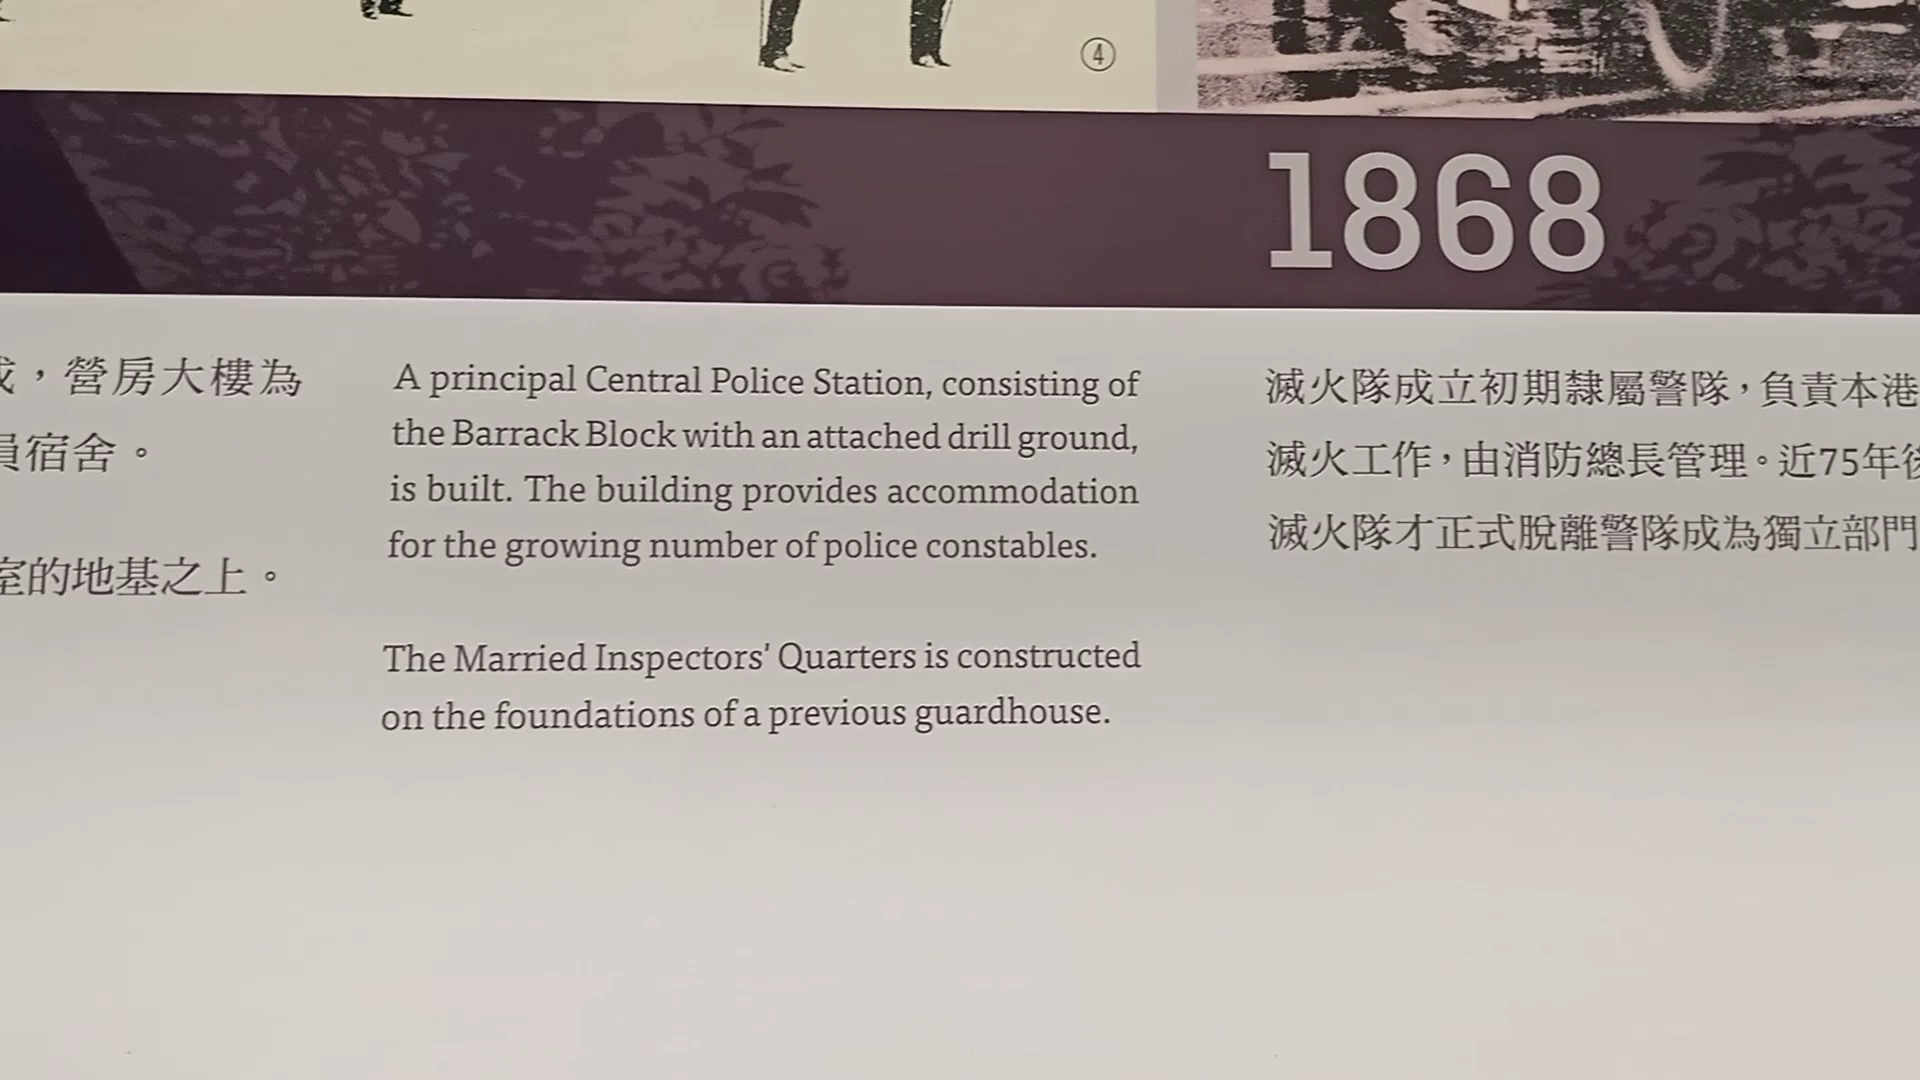 ④
1868
，營房大樓為
員宿舍。
室的地基之上。
A principal Central Police Station, consisting of
the Barrack Block with an attached drill ground,
is built. The building provides accommodation
for the growing number of police constables.
The Married Inspectors' Quarters is constructed
on the foundations of a previous guardhouse.
滅火隊成立初期隸屬警隊，負責本港
滅火工作，由消防總長管理。近75年後
滅火隊才正式脫離警隊成為獨立部門